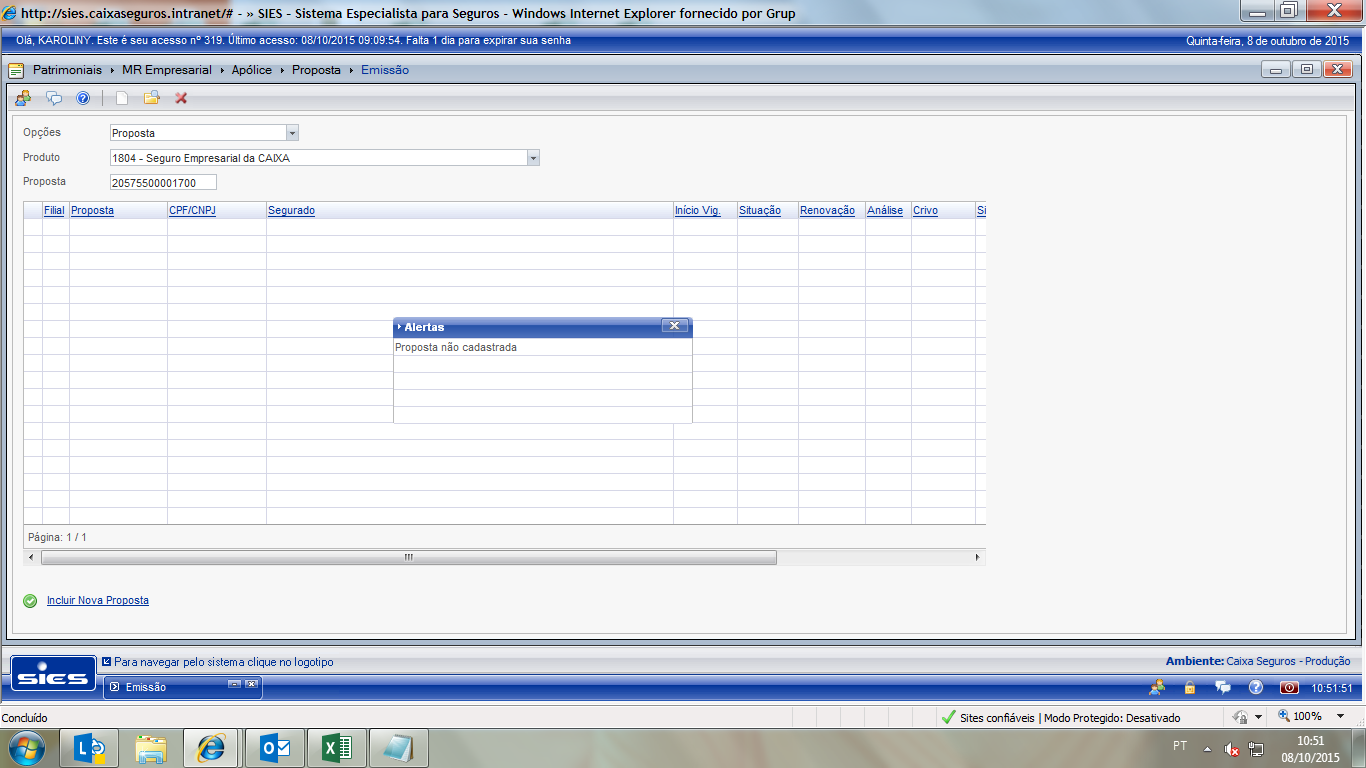 http://sies.caixaseguros.intranet/# - » SIES - Sistema Especialista para Seguros - Windows Internet Explorer fornecido por Grup
Olá, KAROLINY. Este é seu acesso nº 319. Último acesso: 08/10/2015 09:09:54. Falta 1 dia para expirar sua senha
Quinta-feira, 8 de outubro de 2015
Patrimoniais MR Empresarial Apólice Proposta Emissão
Opções Proposta
Produto 1804 - Seguro Empresarial da CAIXA
Proposta 20575500001700
Filial Proposta CPF/CNPJ Segurado Início Vig. Situação Renovação Análise Crivo Si
Alertas
Proposta não cadastrada
Página: 1 / 1
Incluir Nova Proposta
Para navegar pelo sistema clique no logotipo
Ambiente: Caixa Seguros - Produção
sies
Emissão
10:51:51
Concluído
Sites confiáveis | Modo Protegido: Desativado
100%
PT
10:51
08/10/2015